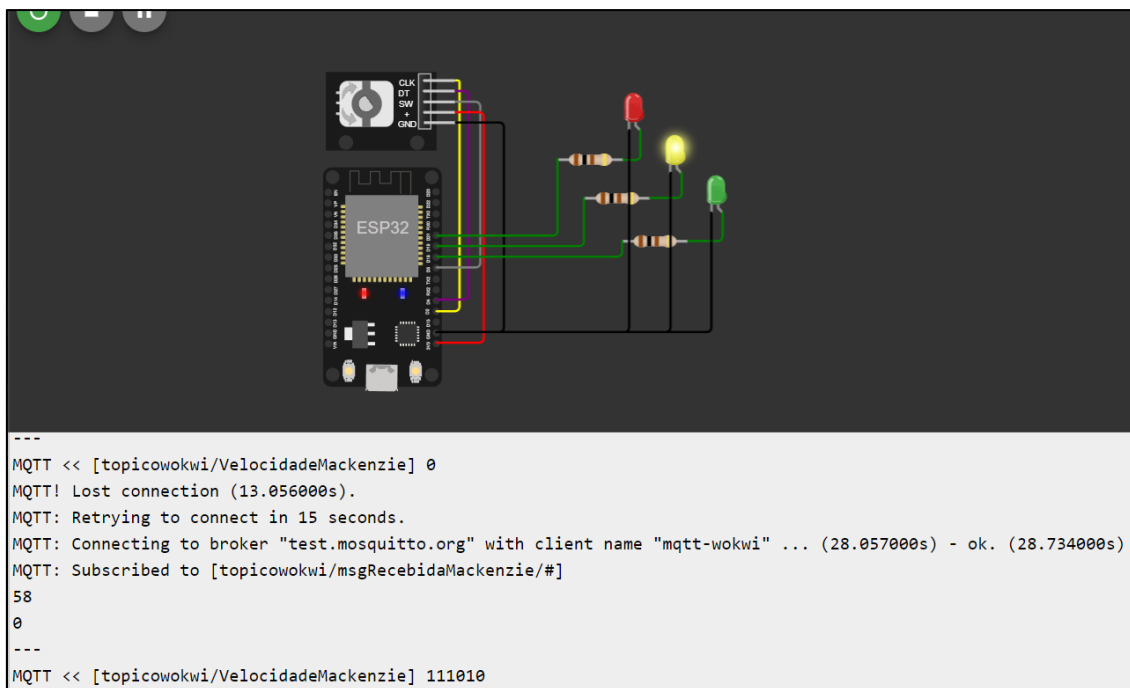 CLK
DT
SW
+
GND
ESP32
---
MQTT << [topicowokwi/VelocidadeMackenzie] 0
MQTT! Lost connection (13.056000s).
MQTT: Retrying to connect in 15 seconds.
MQTT: Connecting to broker "test.mosquitto.org" with client name "mqtt-wokwi" ... (28.057000s) - ok. (28.734000s)
MQTT: Subscribed to [topicowokwi/msgRecebidaMackenzie/#]
58
0
---
MQTT << [topicowokwi/VelocidadeMackenzie] 111010